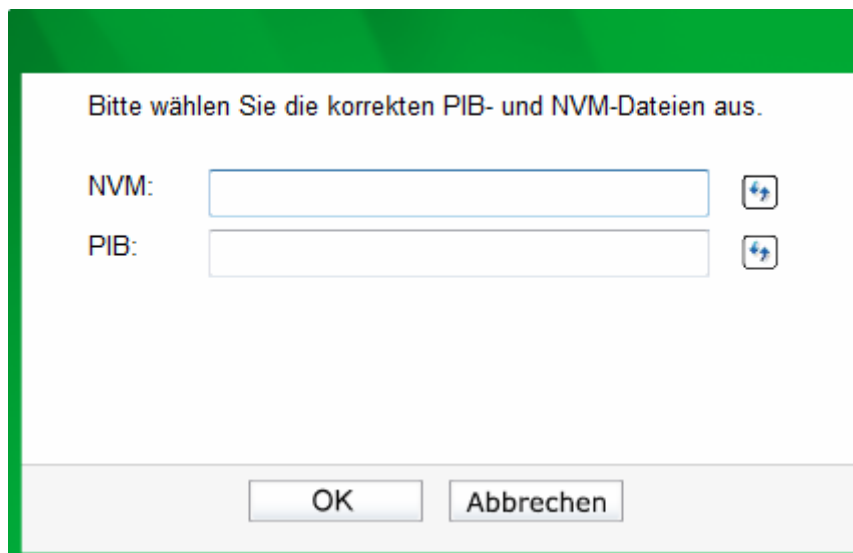 Bitte wählen Sie die korrekten PIB- und NVM-Dateien aus.
NVM:
PIB:
OK
Abbrechen